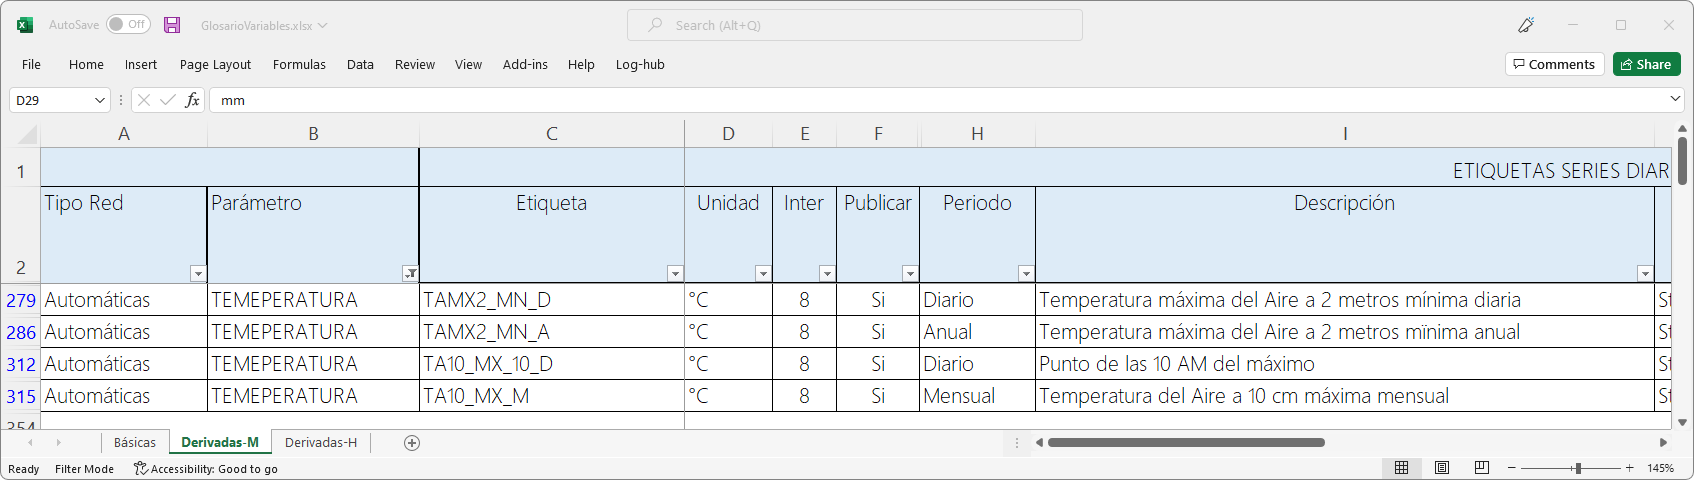 AutoSave Off GlosarioVariables.xlsx Search (Alt+Q)
File Home Insert Page Layout Formulas Data Review View Add-ins Help Log-hub Comments Share
D29 fx mm
A B C D E F H I
1 ETIQUETAS SERIES DIAR
2 Tipo Red Parámetro Etiqueta Unidad Inter Publicar Periodo Descripción
279 Automáticas TEMEPERATURA TAMX2_MN_D °C 8 Si Diario Temperatura máxima del Aire a 2 metros mínima diaria St
286 Automáticas TEMEPERATURA TAMX2_MN_A °C 8 Si Anual Temperatura máxima del Aire a 2 metros mïnima anual St
312 Automáticas TEMEPERATURA TA10_MX_10_D °C 8 Si Diario Punto de las 10 AM del máximo St
315 Automáticas TEMEPERATURA TA10_MX_M °C 8 Si Mensual Temperatura del Aire a 10 cm máxima mensual St
354
Básicas Derivadas-M Derivadas-H
Ready Filter Mode Accessibility: Good to go 145%